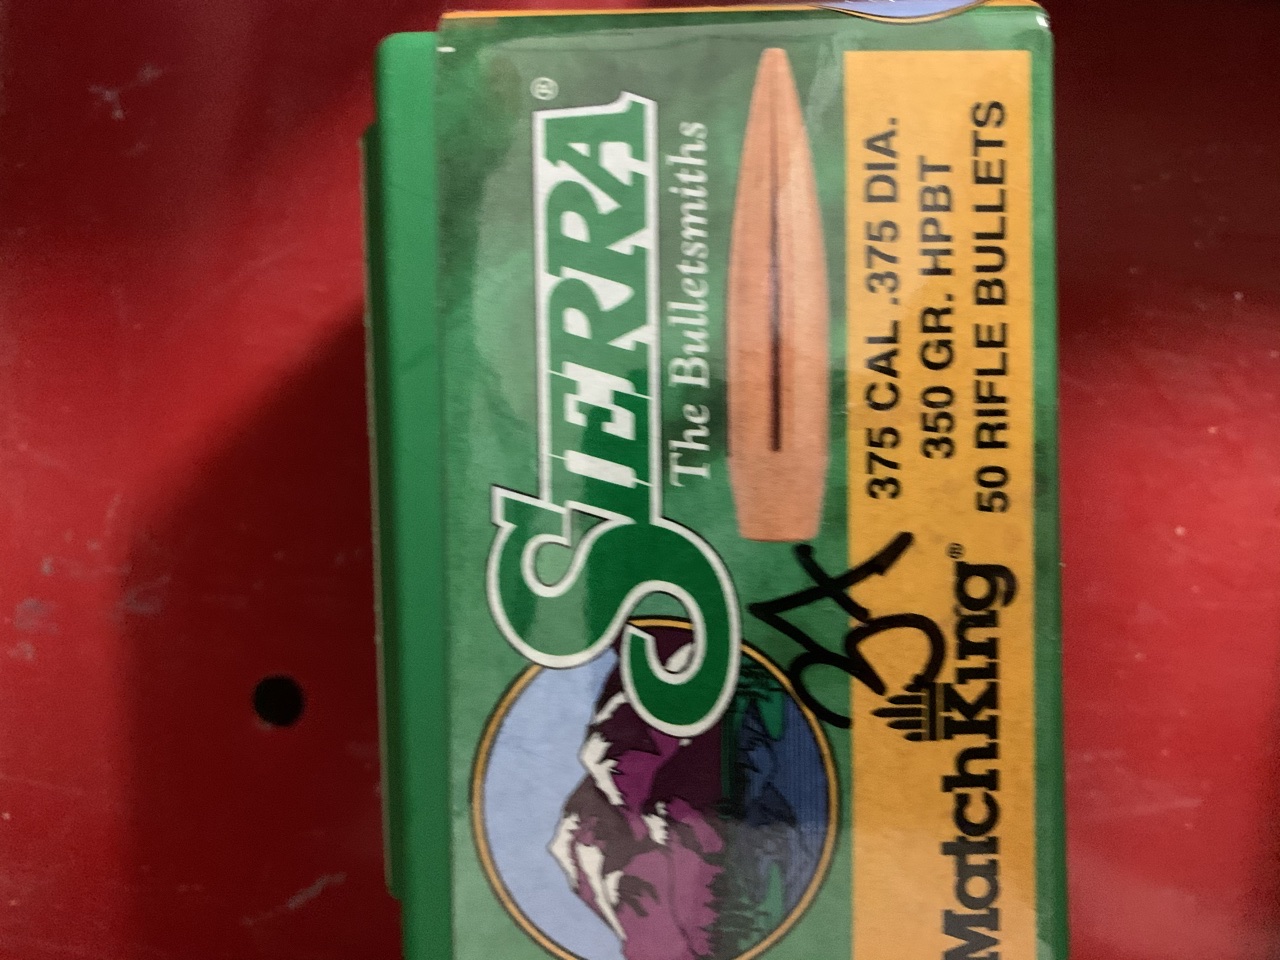 SIERRA®
The Bulletsmiths
MatchKing®
375 CAL .375 DIA.
350 GR. HPBT
50 RIFLE BULLETS